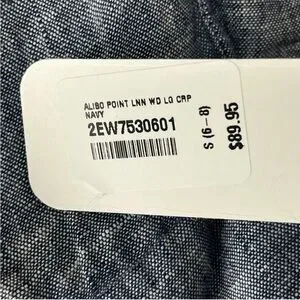 ALIBO POINT LNN WD LG CRP
NAVY
2EW7530601
S (6-8)
$89.95